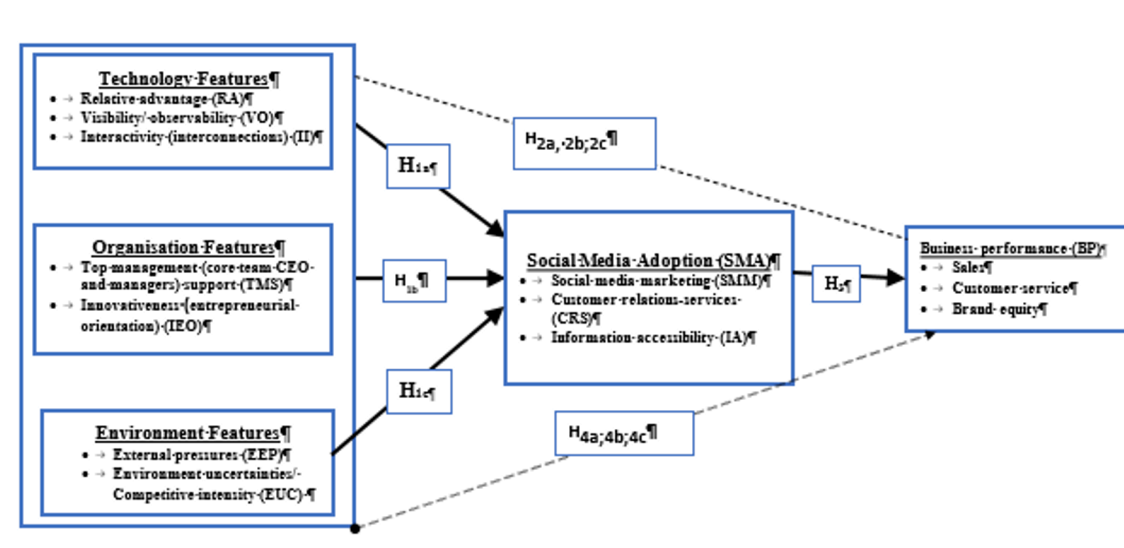 Technology·Features¶
• → Relative·advantage·(RA)¶
• → Visibility/·observability·(VO)¶
• → Interactivity·(interconnections)·(II)¶
H2a,·2b;2c¶
H1a¶
Organisation·Features¶
• → Top·management·(core·team·CEO·
and·managers)·support·(TMS)¶
• → Innovativeness·(entrepreneurial·
orientation)·(IEO)¶
H1b¶
Social·Media·Adoption·(SMA)¶
• → Social·media·marketing·(SMM)¶
• → Customer·relations·services·
(CRS)¶
• → Information·accessibility·(IA)¶
H3¶
Business· performance·(BP)¶
• → Sales¶
• → Customer·service¶
• → Brand· equity¶
H1c¶
Environment·Features¶
• → External·pressures·(EEP)¶
• → Environment·uncertainties/·
Competitive·intensity·(EUC)·¶
H4a;4b;4c¶